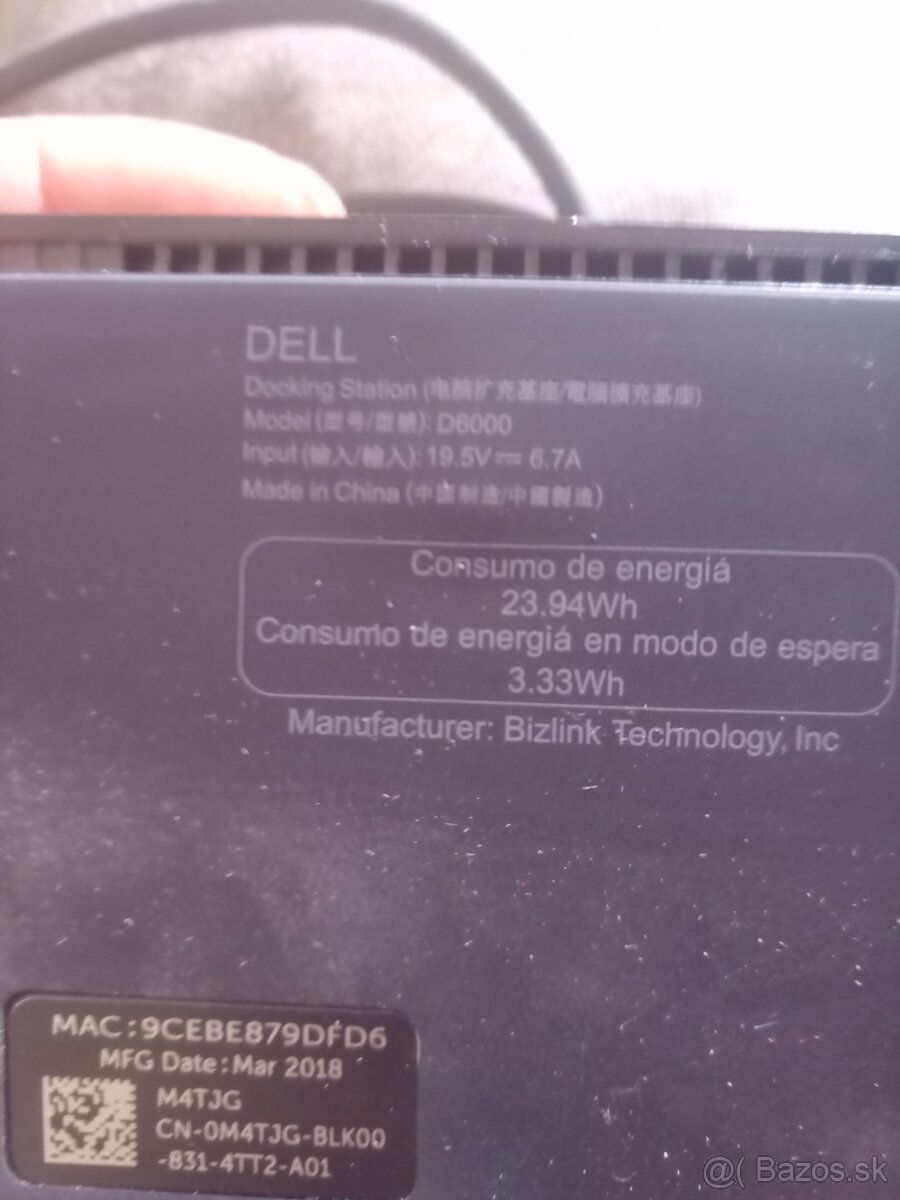 DELL
Docking Station (电脑扩充基座/電腦擴充基座)
Model (型号/型號): D6000
Input (输入/輸入): 19.5V⎓ 6.7A
Made in China (中国制造/中國製造)
Consumo de energiá
23.94Wh
Consumo de energiá en modo de espera
3.33Wh
Manufacturer: Bizlink Technology, Inc
MAC:9CEBE879DFD6
MFG Date: Mar 2018
M4TJG
CN-0M4TJG-BLK00
-831-4TT2-A01
@( Bazos.sk